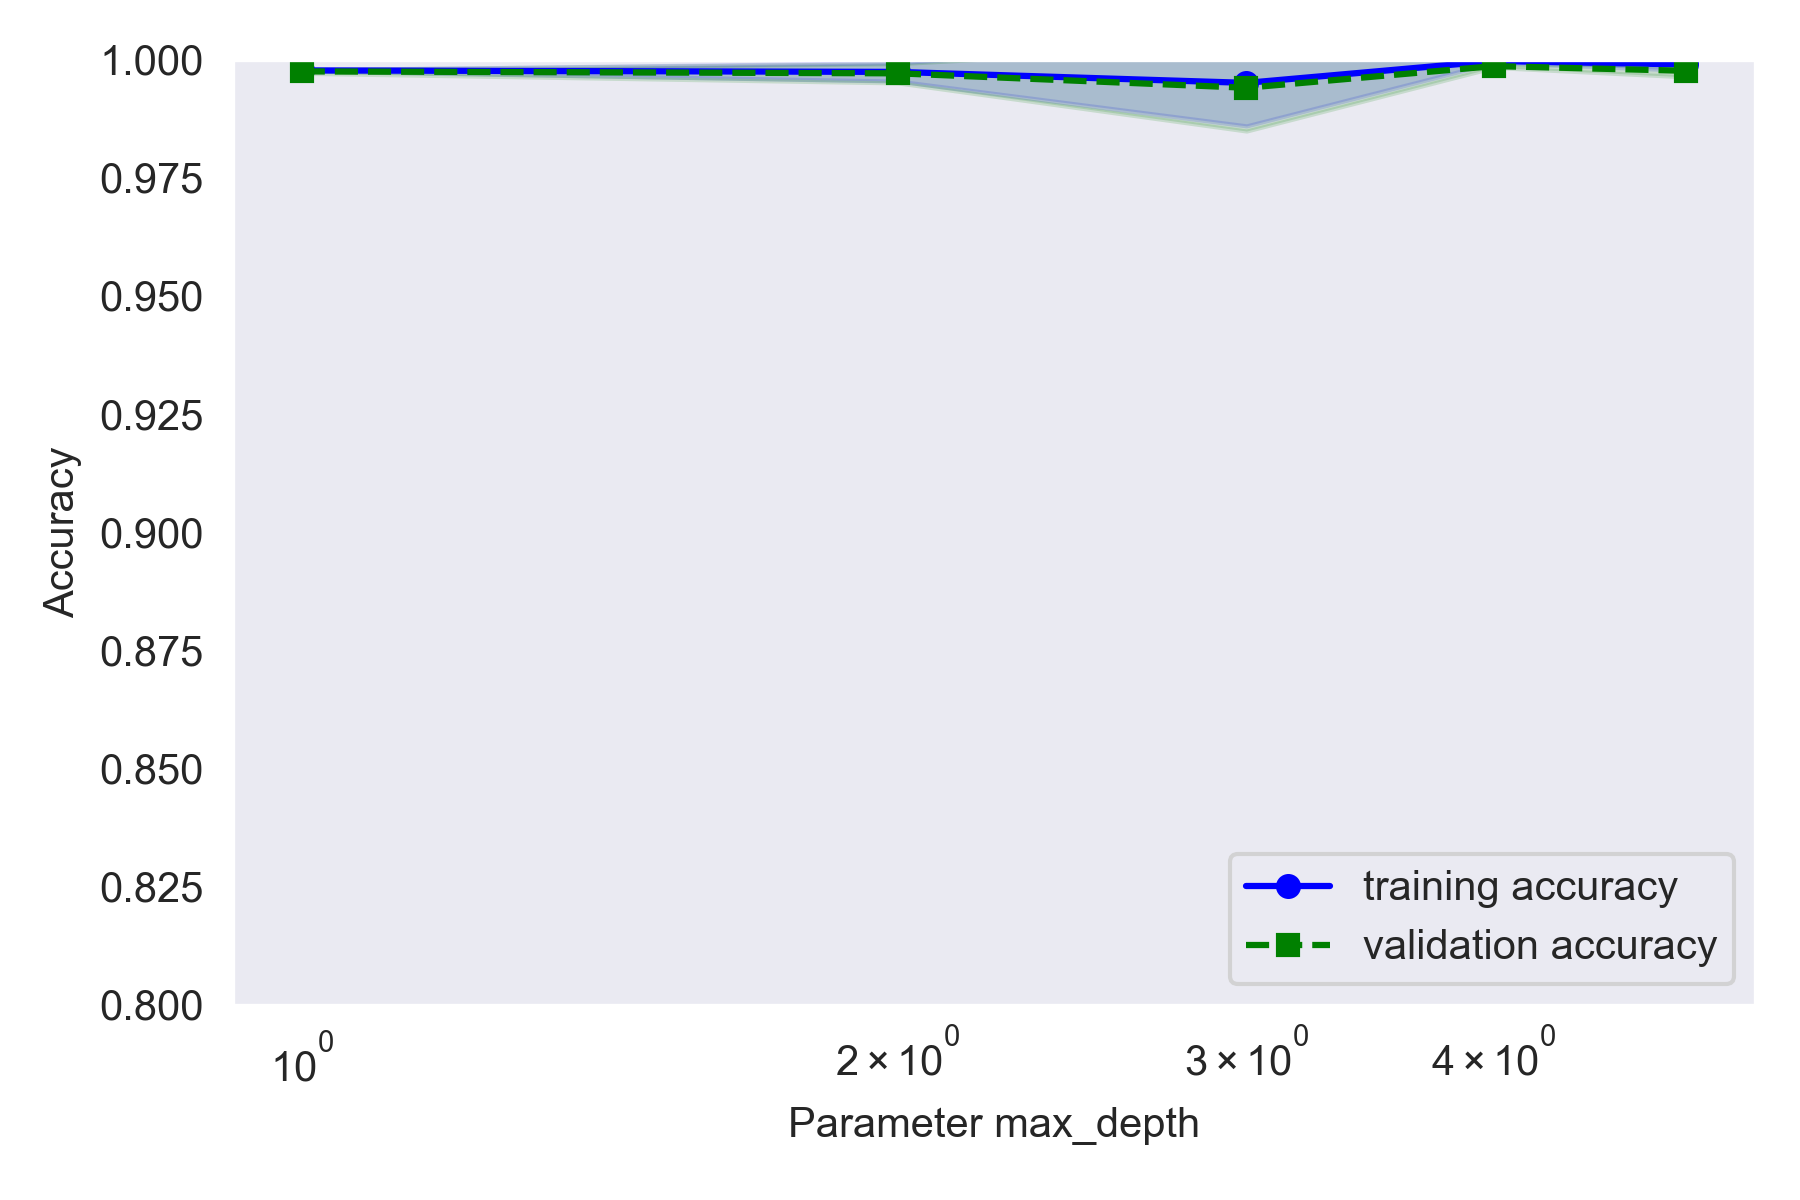 1.000
0.975
0.950
0.925
0.900
0.875
0.850
0.825
0.800
Accuracy
training accuracy
validation accuracy
10⁰
2 × 10⁰
3 × 10⁰
4 × 10⁰
Parameter max_depth